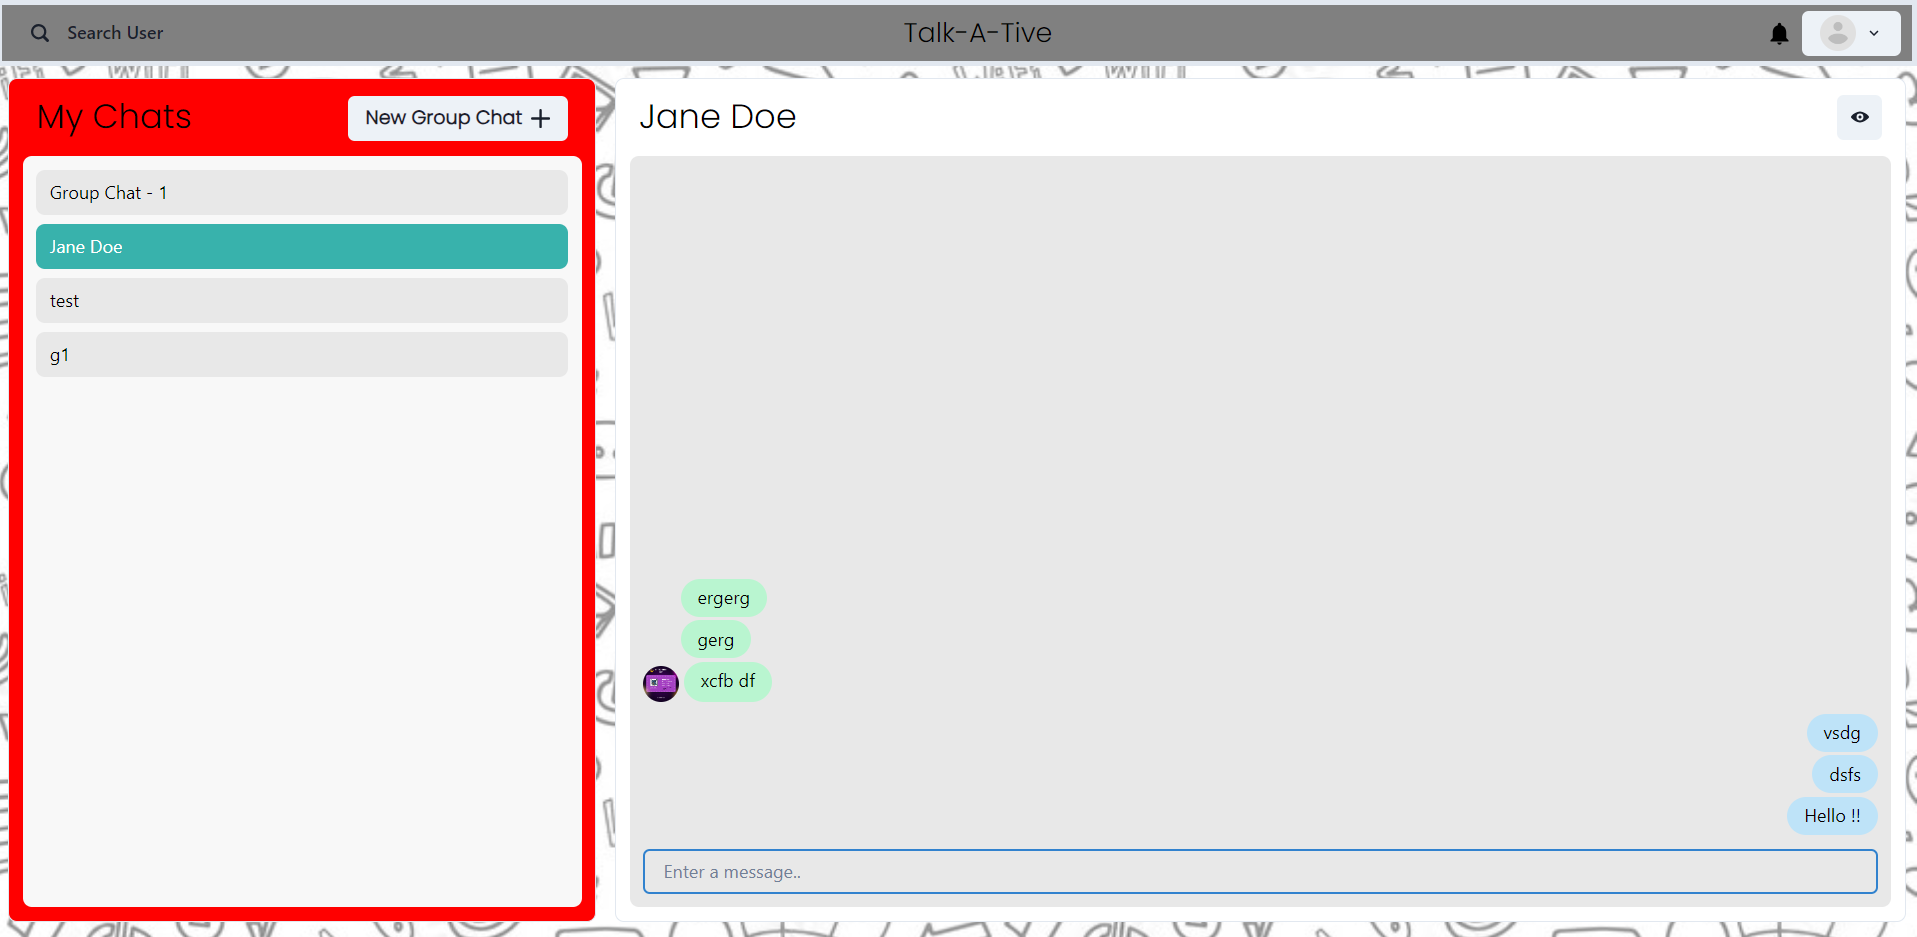 Search User
Talk-A-Tive
My Chats
New Group Chat
Group Chat - 1
Jane Doe
test
g1
Jane Doe
ergerg
gerg
xcfb df
vsdg
dsfs
Hello !!
Enter a message..